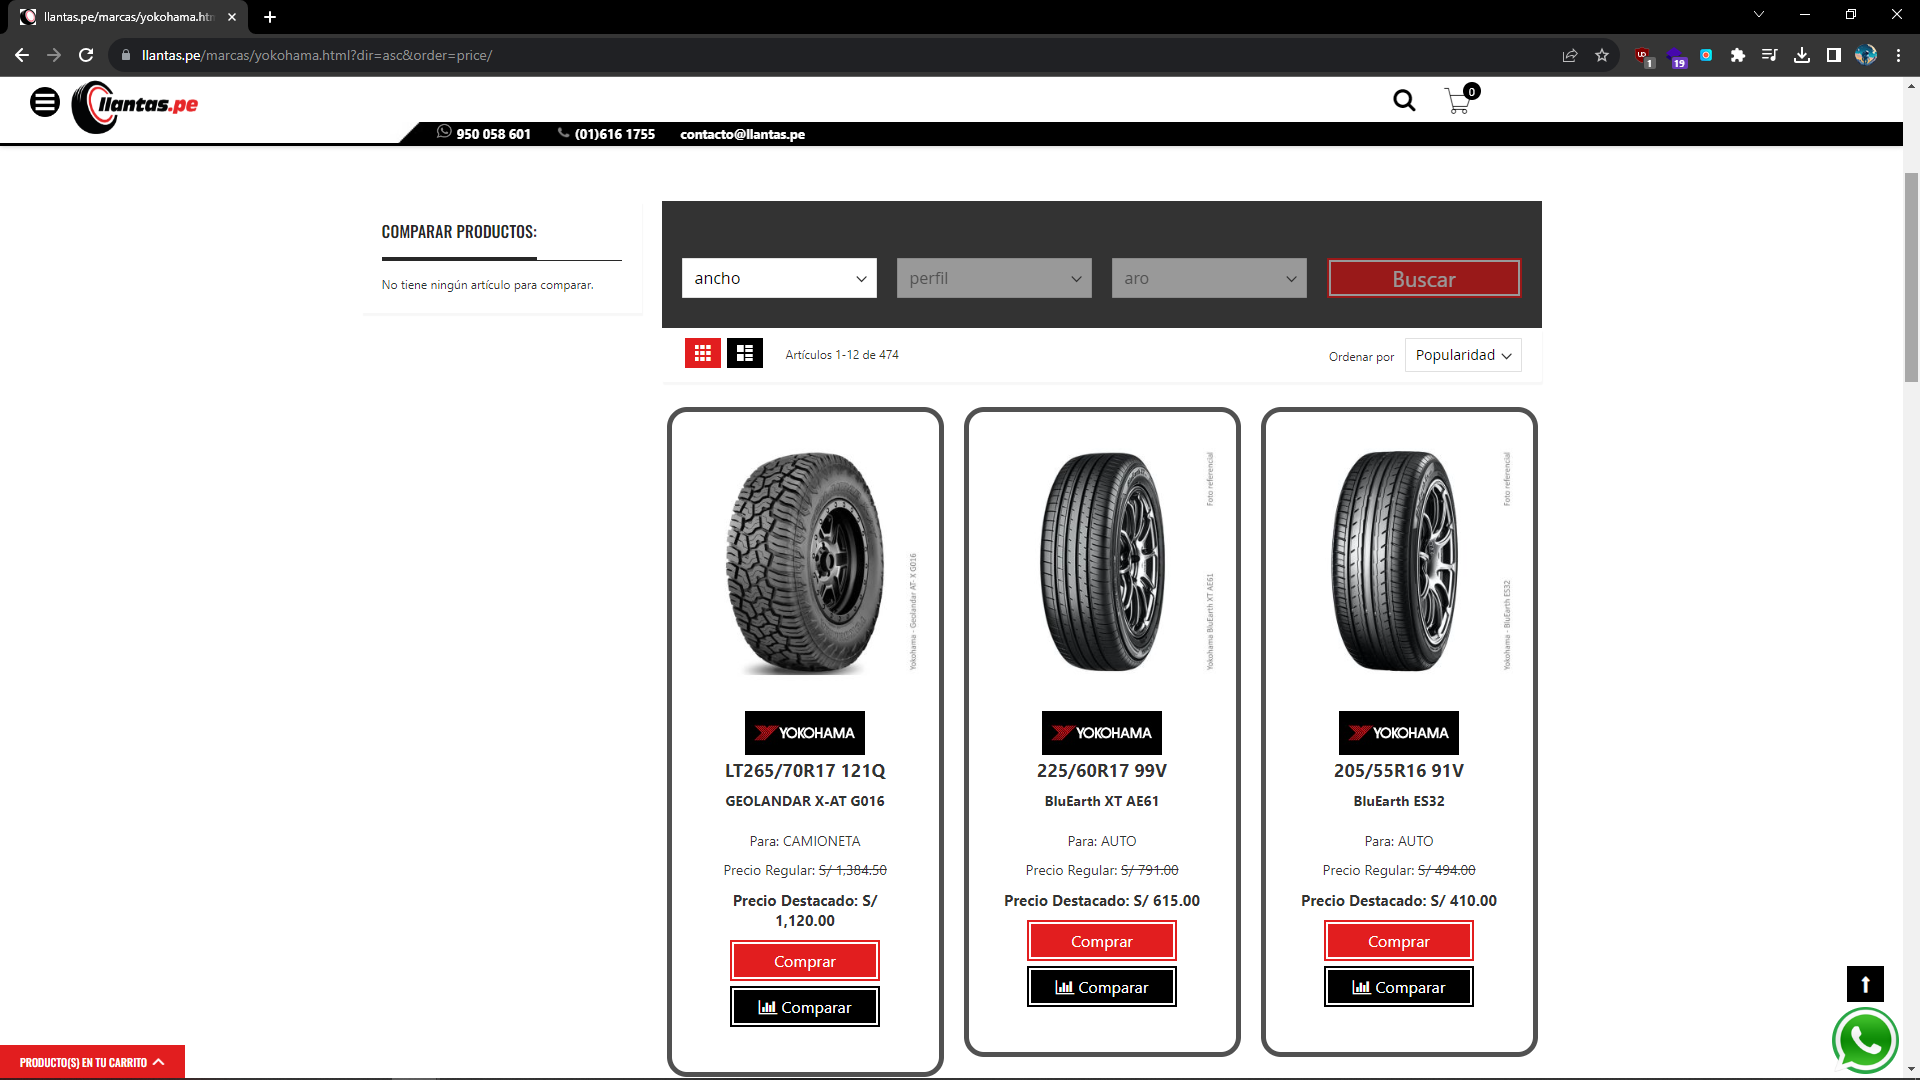 llantas.pe/marcas/yokohama.htm
llantas.pe/marcas/yokohama.html?dir=asc&order=price/
1
19
llantas.pe
0
950 058 601
(01)616 1755
contacto@llantas.pe
COMPARAR PRODUCTOS:
No tiene ningún artículo para comparar.
ancho
perfil
aro
Buscar
Artículos 1-12 de 474
Ordenar por
Popularidad
Yokohama - Geolandar AT- X G016
YOKOHAMA
LT265/70R17 121Q
GEOLANDAR X-AT G016
Para: CAMIONETA
Precio Regular: S/ 1,384.50
Precio Destacado: S/
1,120.00
Comprar
Comparar
Foto referencial
Yokohama BluEarth XT AE61
YOKOHAMA
225/60R17 99V
BluEarth XT AE61
Para: AUTO
Precio Regular: S/ 791.00
Precio Destacado: S/ 615.00
Comprar
Comparar
Foto referencial
Yokohama - BluEarth ES32
YOKOHAMA
205/55R16 91V
BluEarth ES32
Para: AUTO
Precio Regular: S/ 494.00
Precio Destacado: S/ 410.00
Comprar
Comparar
PRODUCTO(S) EN TU CARRITO